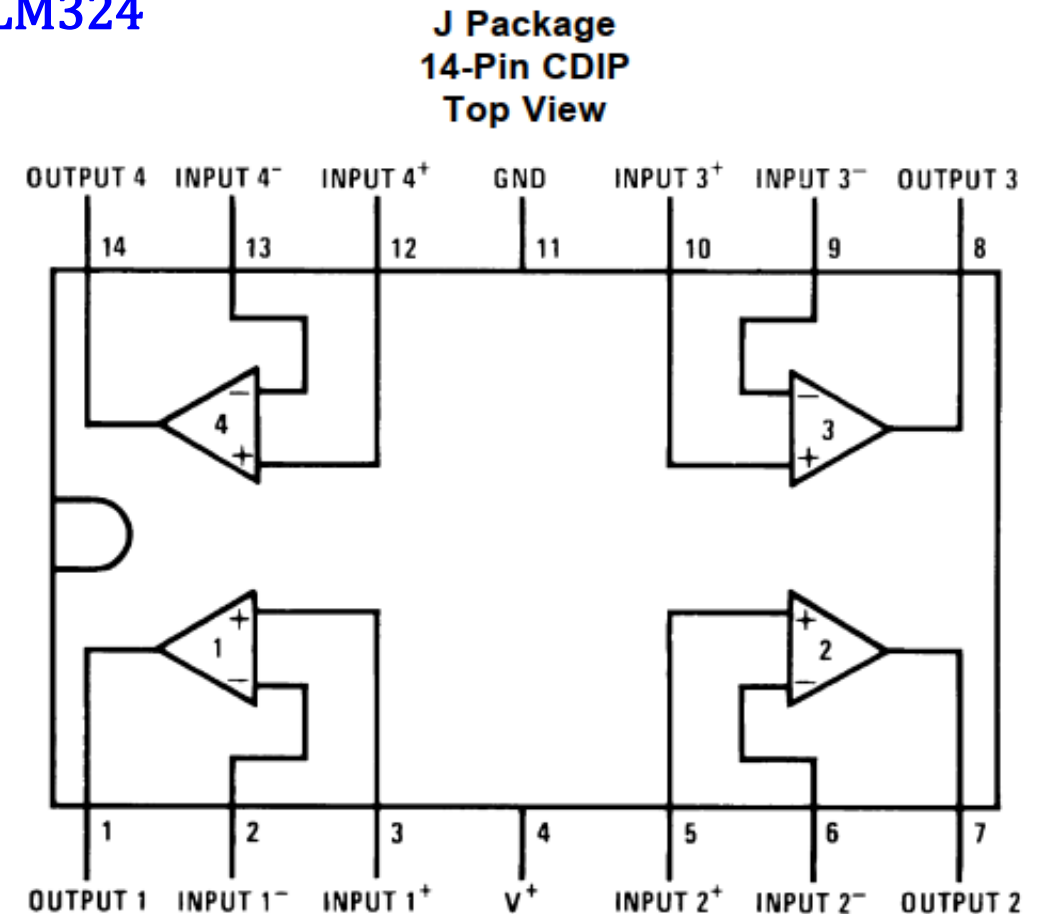 LM324
J Package
14-Pin CDIP
Top View
OUTPUT 4 INPUT 4⁻ INPUT 4⁺ GND INPUT 3⁺ INPUT 3⁻ OUTPUT 3
14 13 12 11 10 9 8
− −
4 3
+ +
+ +
1 2
− −
1 2 3 4 5 6 7
OUTPUT 1 INPUT 1⁻ INPUT 1⁺ V⁺ INPUT 2⁺ INPUT 2⁻ OUTPUT 2